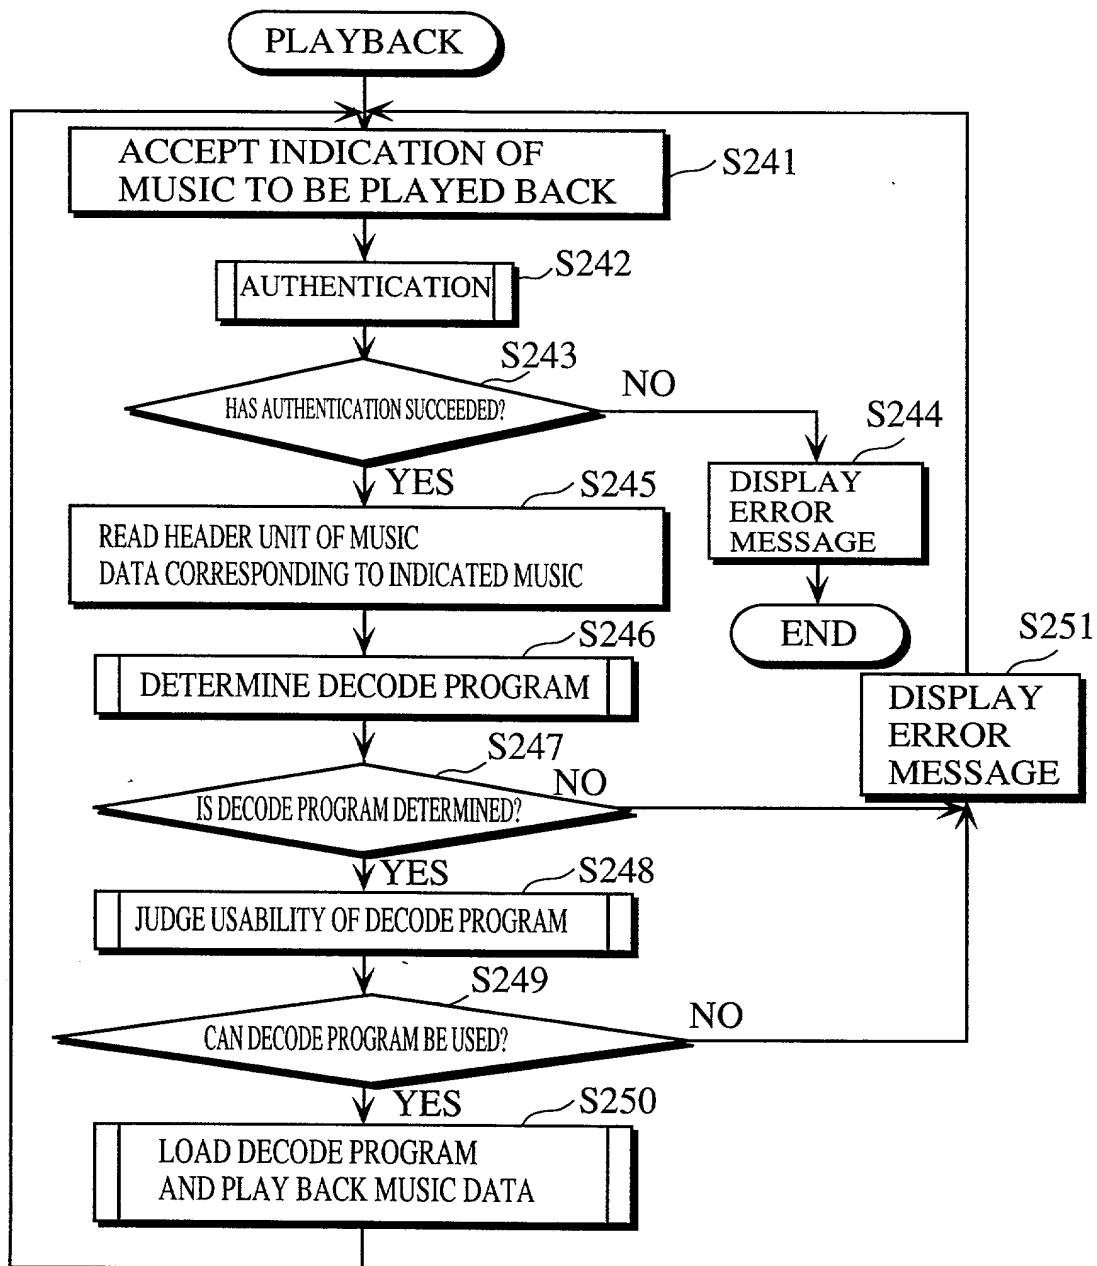 PLAYBACK
ACCEPT INDICATION OF
MUSIC TO BE PLAYED BACK
S241
AUTHENTICATION
S242
S243
HAS AUTHENTICATION SUCCEEDED?
NO
YES
S244
DISPLAY
ERROR
MESSAGE
END
S245
READ HEADER UNIT OF MUSIC
DATA CORRESPONDING TO INDICATED MUSIC
S246
DETERMINE DECODE PROGRAM
S251
DISPLAY
ERROR
MESSAGE
S247
IS DECODE PROGRAM DETERMINED?
NO
YES
S248
JUDGE USABILITY OF DECODE PROGRAM
S249
CAN DECODE PROGRAM BE USED?
NO
YES
S250
LOAD DECODE PROGRAM
AND PLAY BACK MUSIC DATA